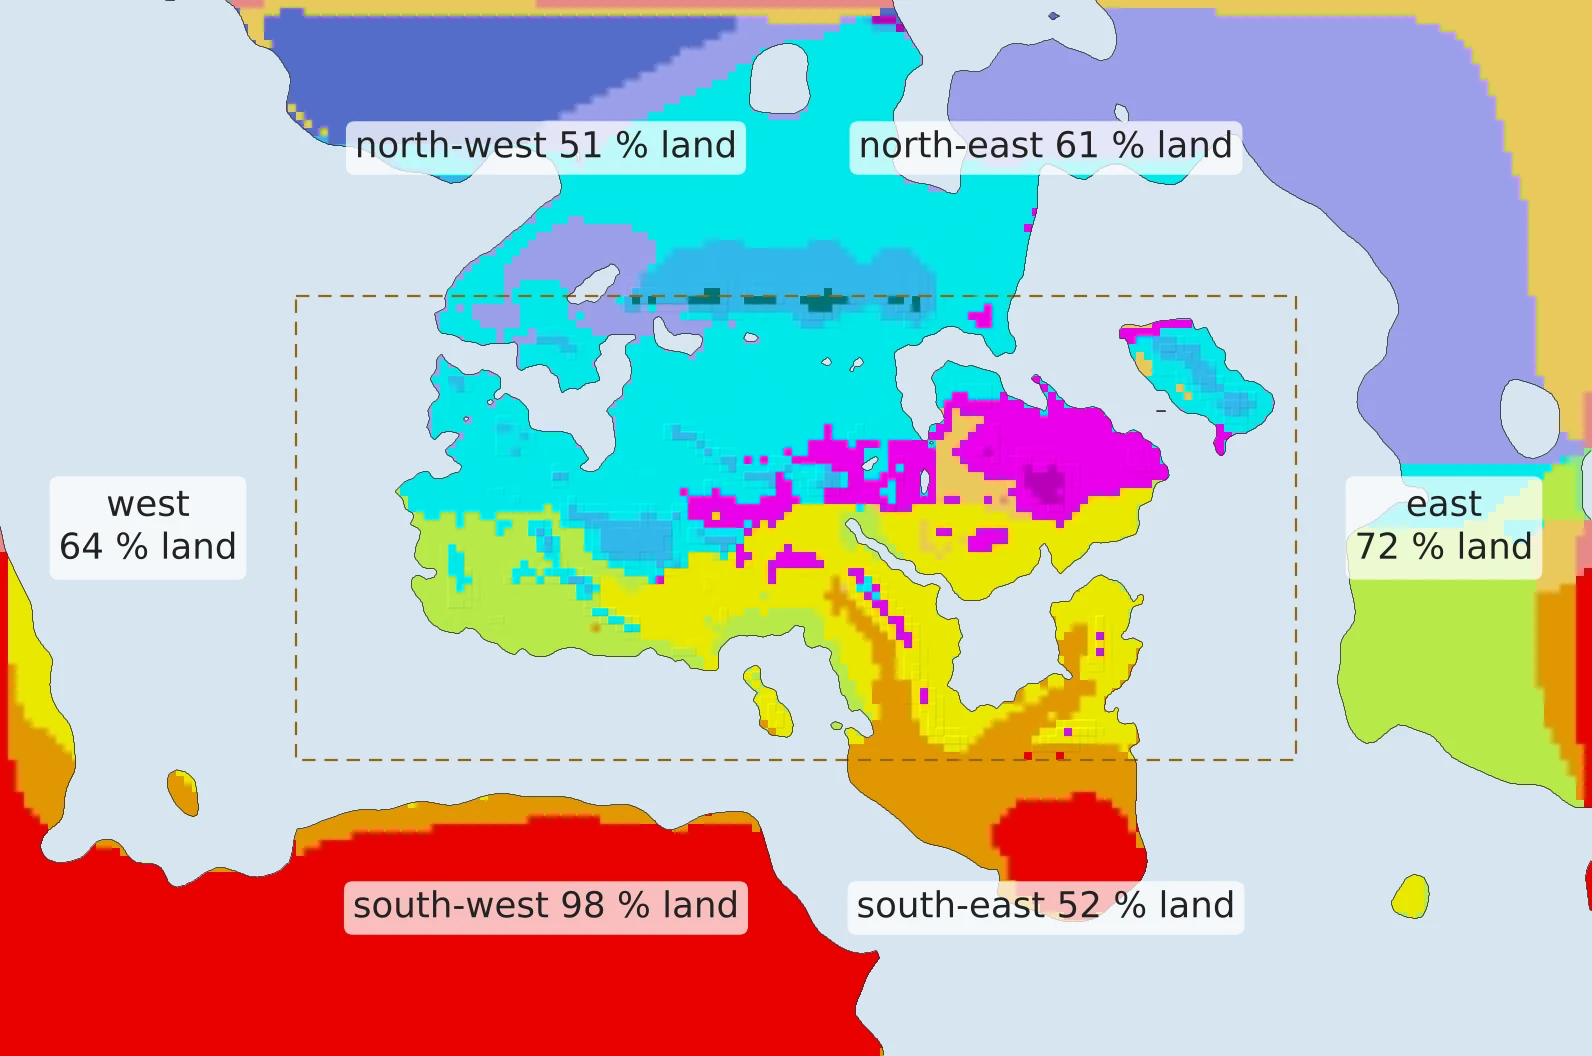 north-west 51 % land
north-east 61 % land
west
64 % land
east
72 % land
south-west 98 % land
south-east 52 % land